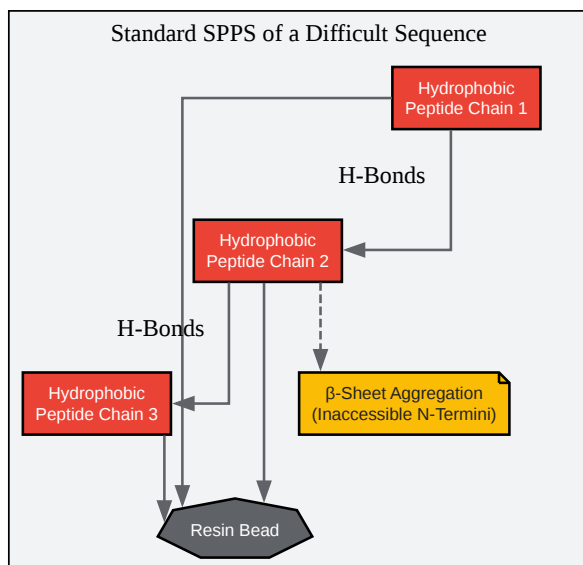 Standard SPPS of a Difficult Sequence
Hydrophobic
Peptide Chain 1
H-Bonds
Hydrophobic
Peptide Chain 2
H-Bonds
Hydrophobic
Peptide Chain 3
β-Sheet Aggregation
(Inaccessible N-Termini)
Resin Bead